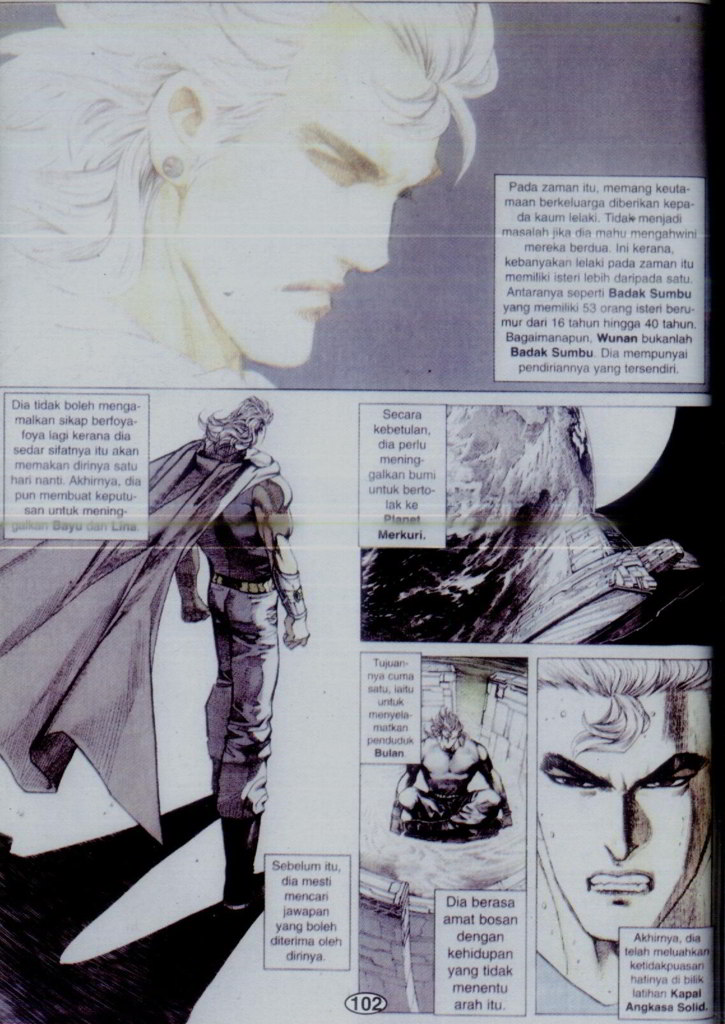 Pada zaman itu, memang keuta-
maan berkeluarga diberikan kepa-
da kaum lelaki. Tidak menjadi
masalah jika dia mahu mengahwini
mereka berdua. Ini kerana,
kebanyakan lelaki pada zaman itu
memiliki isteri lebih daripada satu.
Antaranya seperti Badak Sumbu
yang memiliki 53 orang isteri beru-
mur dari 16 tahun hingga 40 tahun.
Bagaimanapun, Wunan bukanlah
Badak Sumbu. Dia mempunyai
pendiriannya yang tersendiri.
Dia tidak boleh menga-
malkan sikap berfoya-
foya lagi kerana dia
sedar sifatnya itu akan
memakan dirinya satu
hari nanti. Akhirnya, dia
pun membuat keputu-
san untuk mening-
galkan Bayu dan Lina.
Secara
kebetulan,
dia perlu
mening-
galkan bumi
untuk berto-
lak ke
Planet
Merkuri.
Tujuan-
nya cuma
satu, iaitu
untuk
menyela-
matkan
penduduk
Bulan.
Sebelum itu,
dia mesti
mencari
jawapan
yang boleh
diterima oleh
dirinya.
Dia berasa
amat bosan
dengan
kehidupan
yang tidak
menentu
arah itu.
Akhirnya, dia
telah meluahkan
ketidakpuasan
hatinya di bilik
latihan Kapal
Angkasa Solid.
102